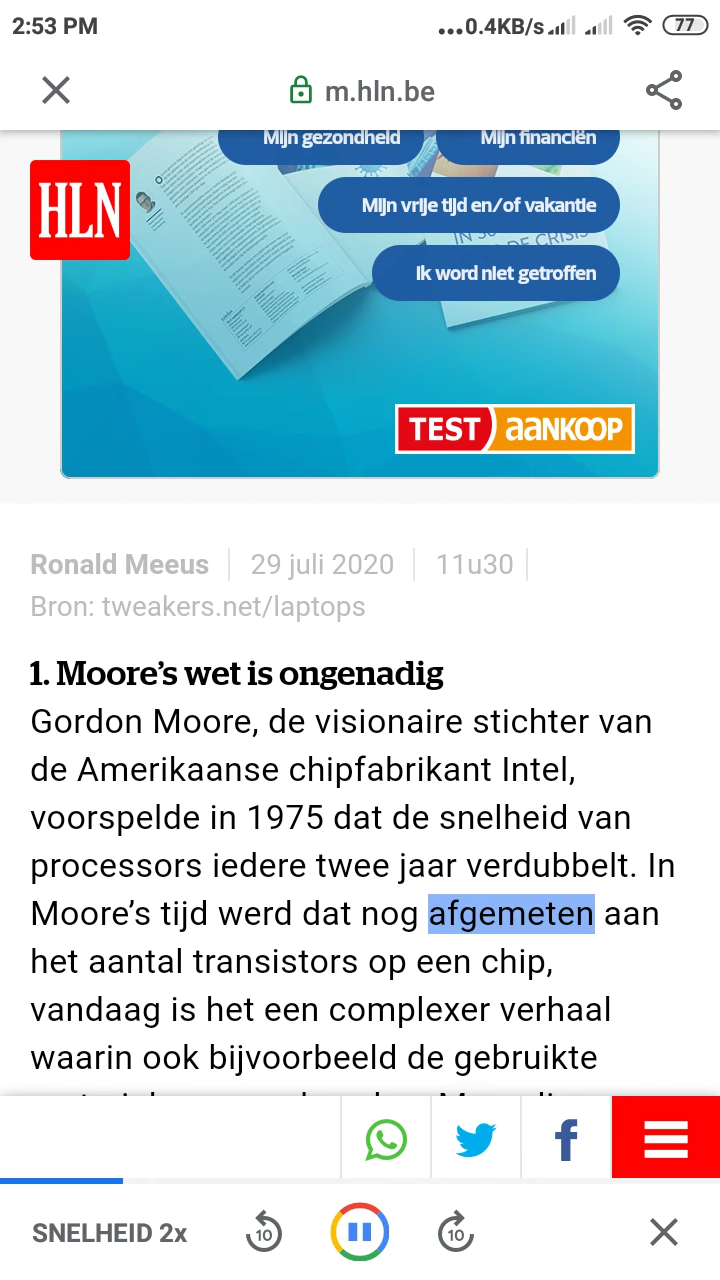 2:53 PM
...0.4KB/s
77
m.hln.be
Mijn gezondheid
Mijn financiën
HLN
Mijn vrije tijd en/of vakantie
DE CRISIS
Ik word niet getroffen
TEST aankoop
Ronald Meeus
29 juli 2020
11u30
Bron: tweakers.net/laptops
1. Moore’s wet is ongenadig
Gordon Moore, de visionaire stichter van
de Amerikaanse chipfabrikant Intel,
voorspelde in 1975 dat de snelheid van
processors iedere twee jaar verdubbelt. In
Moore’s tijd werd dat nog afgemeten aan
het aantal transistors op een chip,
vandaag is het een complexer verhaal
waarin ook bijvoorbeeld de gebruikte
SNELHEID 2x
10
10